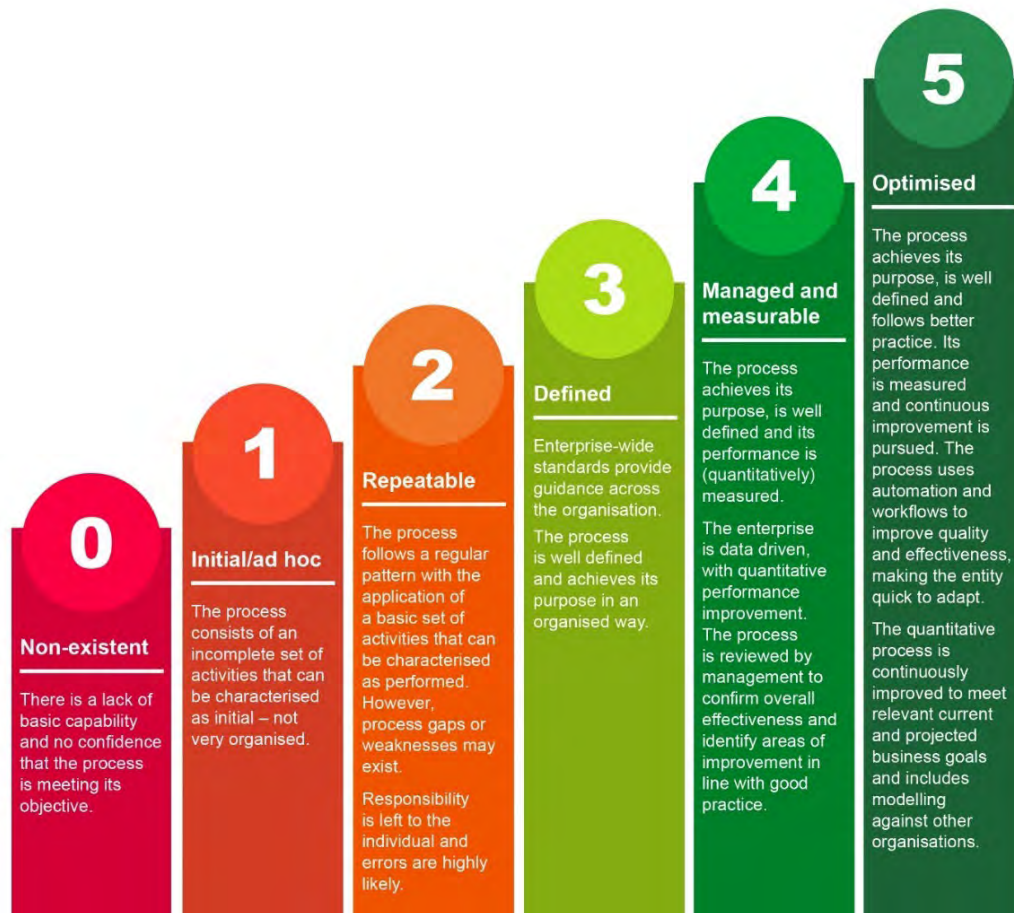 0
Non-existent
There is a lack of
basic capability
and no confidence
that the process
is meeting its
objective.
1
Initial/ad hoc
The process
consists of an
incomplete set of
activities that can
be characterised
as initial – not
very organised.
2
Repeatable
The process
follows a regular
pattern with the
application of
a basic set of
activities that can
be characterised
as performed.
However,
process gaps or
weaknesses may
exist.
Responsibility
is left to the
individual and
errors are highly
likely.
3
Defined
Enterprise-wide
standards provide
guidance across
the organisation.
The process
is well defined
and achieves its
purpose in an
organised way.
4
Managed and
measurable
The process
achieves its
purpose, is well
defined and its
performance is
(quantitatively)
measured.
The enterprise
is data driven,
with quantitative
performance
improvement.
The process
is reviewed by
management to
confirm overall
effectiveness and
identify areas of
improvement in
line with good
practice.
5
Optimised
The process
achieves its
purpose, is well
defined and
follows better
practice. Its
performance
is measured
and continuous
improvement is
pursued. The
process uses
automation and
workflows to
improve quality
and effectiveness,
making the entity
quick to adapt.
The quantitative
process is
continuously
improved to meet
relevant current
and projected
business goals
and includes
modelling
against other
organisations.